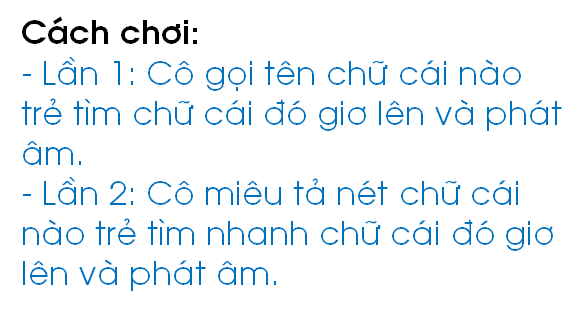 Cách chơi:
- Lần 1: Cô gọi tên chữ cái nào
trẻ tìm chữ cái đó giơ lên và phát
âm.
- Lần 2: Cô miêu tả nét chữ cái
nào trẻ tìm nhanh chữ cái đó giơ
lên và phát âm.